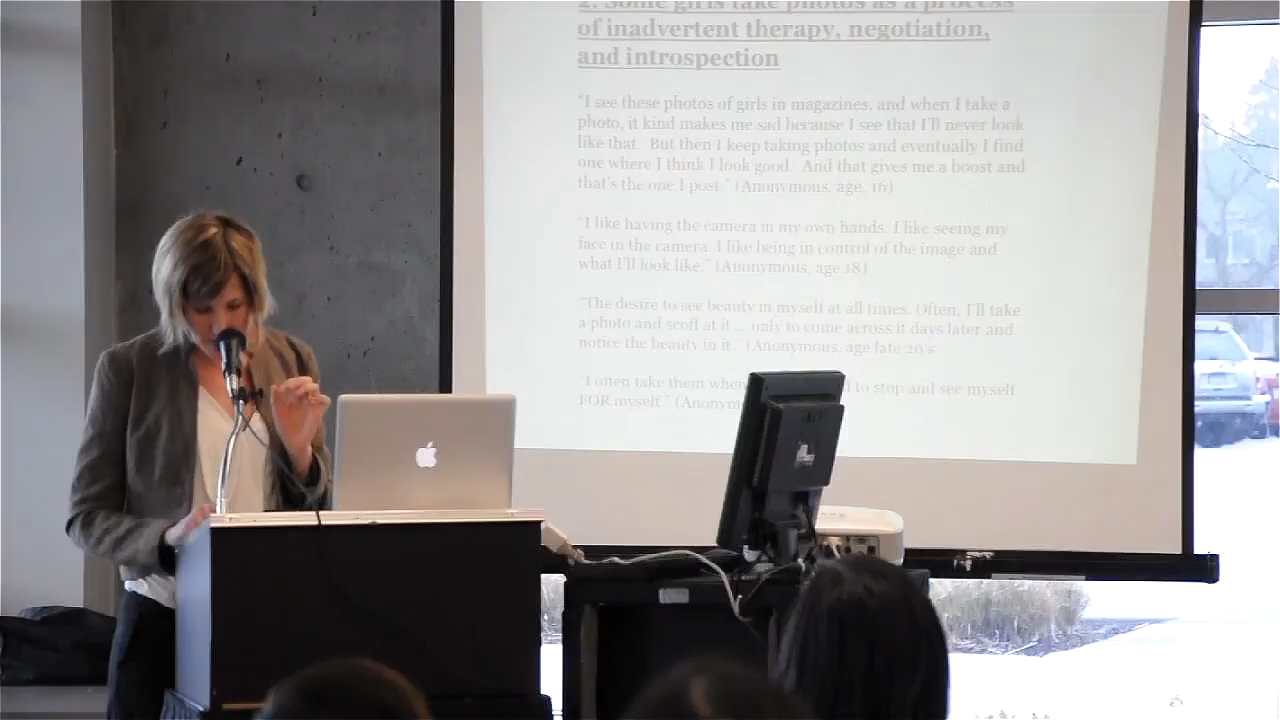 2. Some girls take photos as a process
of inadvertent therapy, negotiation,
and introspection
"I see these photos of girls in magazines, and when I take a
photo, it kind makes me sad because I see that I'll never look
like that. But then I keep taking photos and eventually I find
one where I think I look good. And that gives me a boost and
that's the one I post." (Anonymous, age, 16)
"I like having the camera in my own hands. I like seeing my
face in the camera. I like being in control of the image and
what I'll look like." (Anonymous, age 18)
"The desire to see beauty in myself at all times. Often, I'll take
a photo and scoff at it ... only to come across it days later and
notice the beauty in it." (Anonymous, age late 20's
"I often take them when to stop and see myself
FOR myself." (Anonym